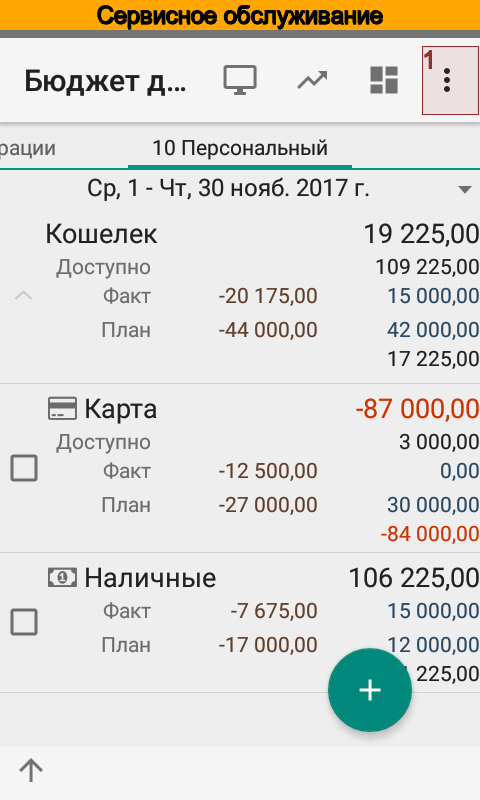 Сервисное обслуживание
Бюджет д...
1
рации
10 Персональный
Ср, 1 - Чт, 30 нояб. 2017 г.
Кошелек 19 225,00
Доступно 109 225,00
Факт -20 175,00 15 000,00
План -44 000,00 42 000,00
17 225,00
Карта -87 000,00
Доступно 3 000,00
Факт -12 500,00 0,00
План -27 000,00 30 000,00
-84 000,00
Наличные 106 225,00
Факт -7 675,00 15 000,00
План -17 000,00 12 000,00
225,00